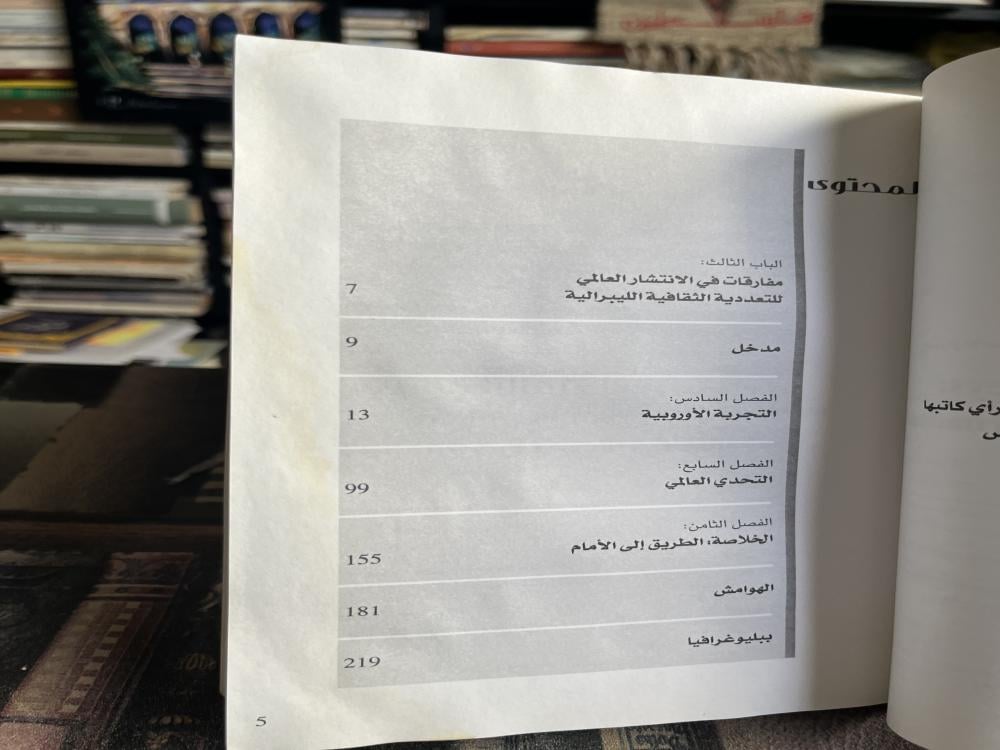 المحتوى
الباب الثالث:
مفارقات في الانتشار العالمي
للتعددية الثقافية الليبرالية
7
مدخل
9
الفصل السادس:
التجربة الأوروبية
13
الفصل السابع:
التحدي العالمي
99
الفصل الثامن:
الخلاصة: الطريق إلى الأمام
155
الهوامش
181
ببليوغرافيا
219
5
رأي كاتبها